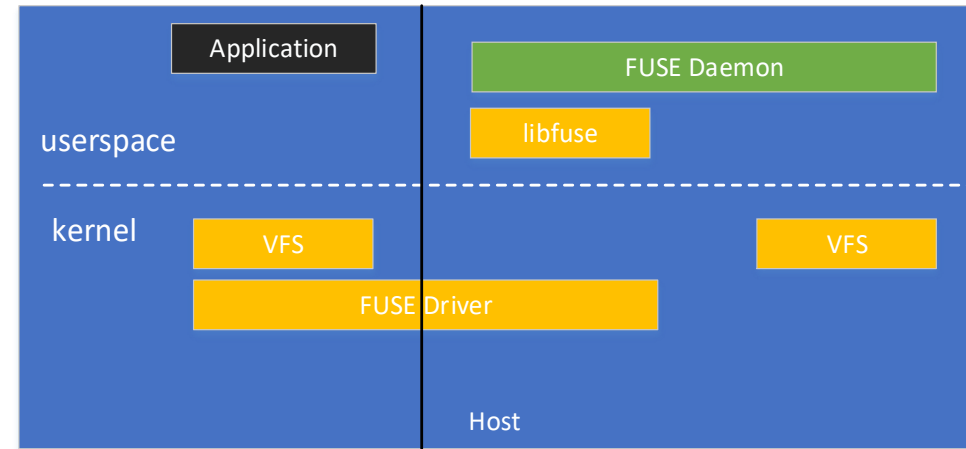 Application
FUSE Daemon
libfuse
userspace
kernel
VFS
VFS
FUSE Driver
Host